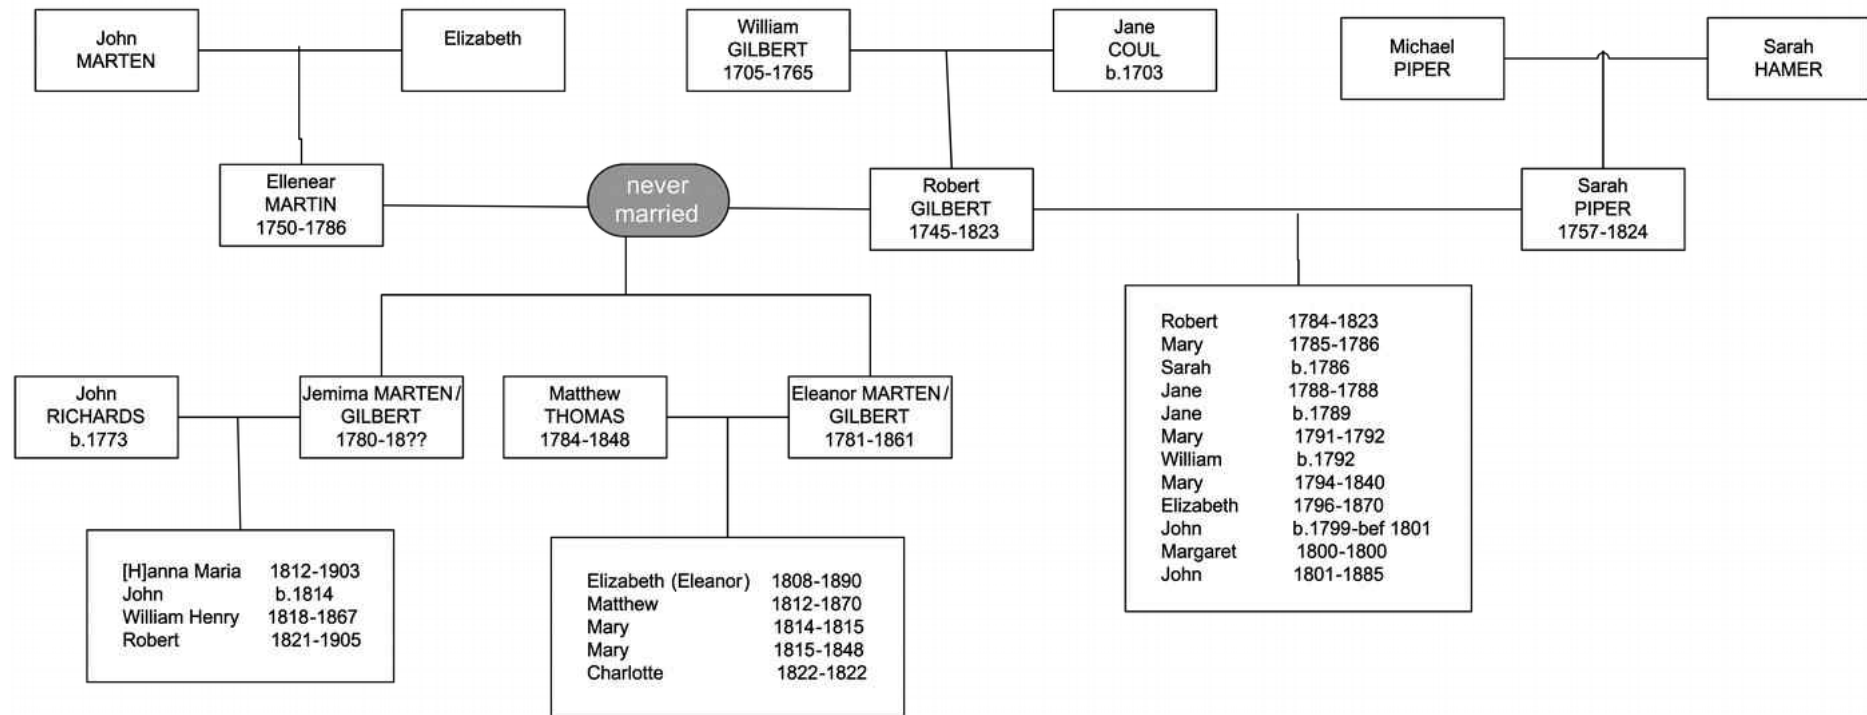 John
MARTEN
Elizabeth
William
GILBERT
1705-1765
Jane
COUL
b.1703
Michael
PIPER
Sarah
HAMER
Ellenear
MARTIN
1750-1786
never
married
Robert
GILBERT
1745-1823
Sarah
PIPER
1757-1824
John
RICHARDS
b.1773
Jemima MARTEN/
GILBERT
1780-18??
Matthew
THOMAS
1784-1848
Eleanor MARTEN/
GILBERT
1781-1861
Robert 1784-1823
Mary 1785-1786
Sarah b.1786
Jane 1788-1788
Jane b.1789
Mary 1791-1792
William b.1792
Mary 1794-1840
Elizabeth 1796-1870
John b.1799-bef 1801
Margaret 1800-1800
John 1801-1885
[H]anna Maria 1812-1903
John b.1814
William Henry 1818-1867
Robert 1821-1905
Elizabeth (Eleanor) 1808-1890
Matthew 1812-1870
Mary 1814-1815
Mary 1815-1848
Charlotte 1822-1822